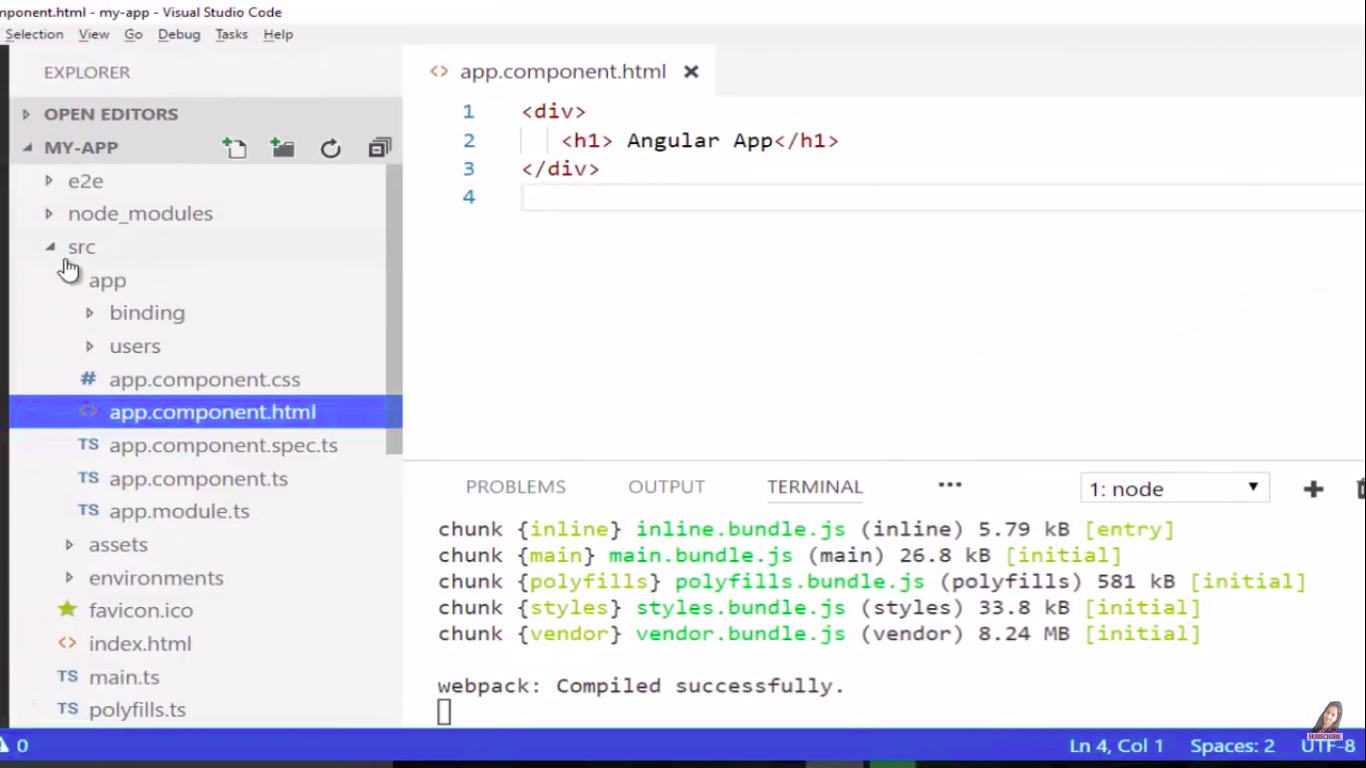 mponent.html - my-app - Visual Studio Code
Selection View Go Debug Tasks Help
EXPLORER
OPEN EDITORS
MY-APP
e2e
node_modules
src
app
binding
users
# app.component.css
<> app.component.html
TS app.component.spec.ts
TS app.component.ts
TS app.module.ts
assets
environments
favicon.ico
<> index.html
TS main.ts
TS polyfills.ts
<> app.component.html
1 <div>
2 <h1> Angular App</h1>
3 </div>
4
PROBLEMS OUTPUT TERMINAL ••• 1: node
chunk {inline} inline.bundle.js (inline) 5.79 kB [entry]
chunk {main} main.bundle.js (main) 26.8 kB [initial]
chunk {polyfills} polyfills.bundle.js (polyfills) 581 kB [initial]
chunk {styles} styles.bundle.js (styles) 33.8 kB [initial]
chunk {vendor} vendor.bundle.js (vendor) 8.24 MB [initial]
webpack: Compiled successfully.
SUBSCRIBE
0 Ln 4, Col 1 Spaces: 2 UTF-8